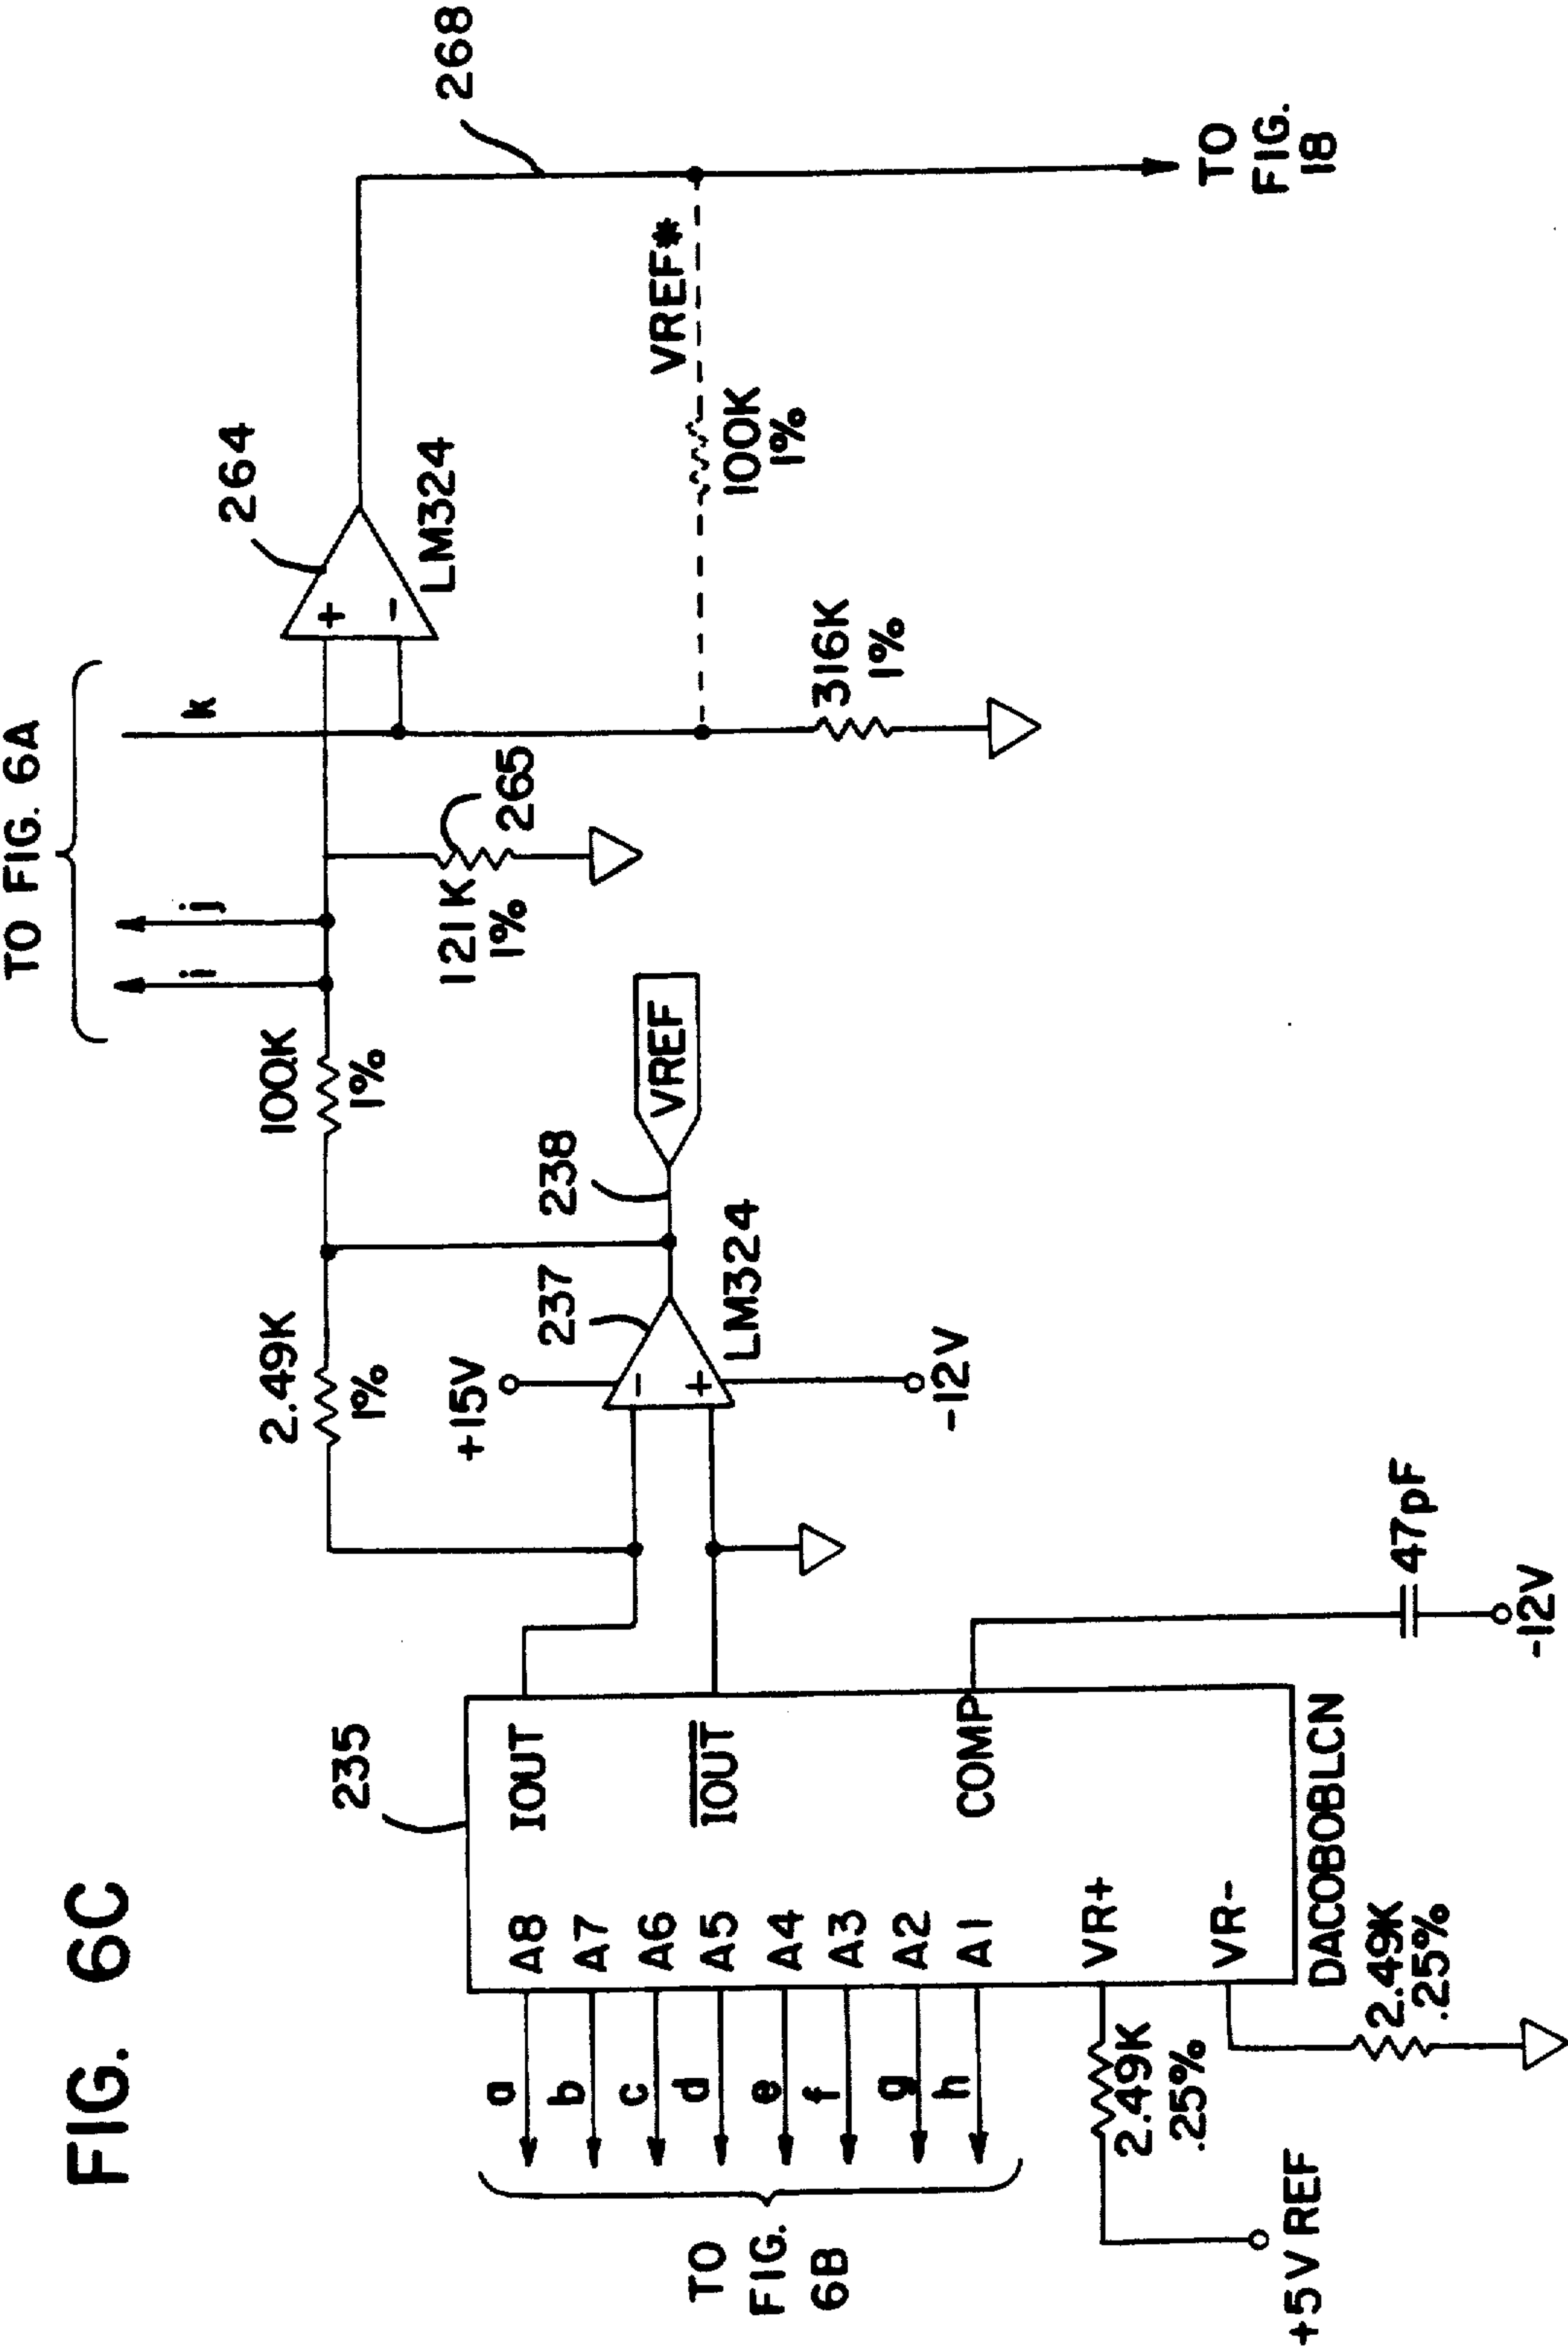 FIG. 6C
TO FIG. 6A
i
j
k
264
268
+
-
LM324
100K
1%
2.49K
1%
121K
1%
265
316K
1%
VREF*
100K
1%
TO
FIG.
18
+15V
237
238
VREF
-
+
LM324
-12V
235
IOUT
IOUT
COMP
47pF
-12V
A8
A7
A6
A5
A4
A3
A2
A1
VR+
VR-
DAC0808LCN
a
b
c
d
e
f
g
h
TO
FIG.
6B
2.49K
.25%
2.49K
.25%
+5V REF